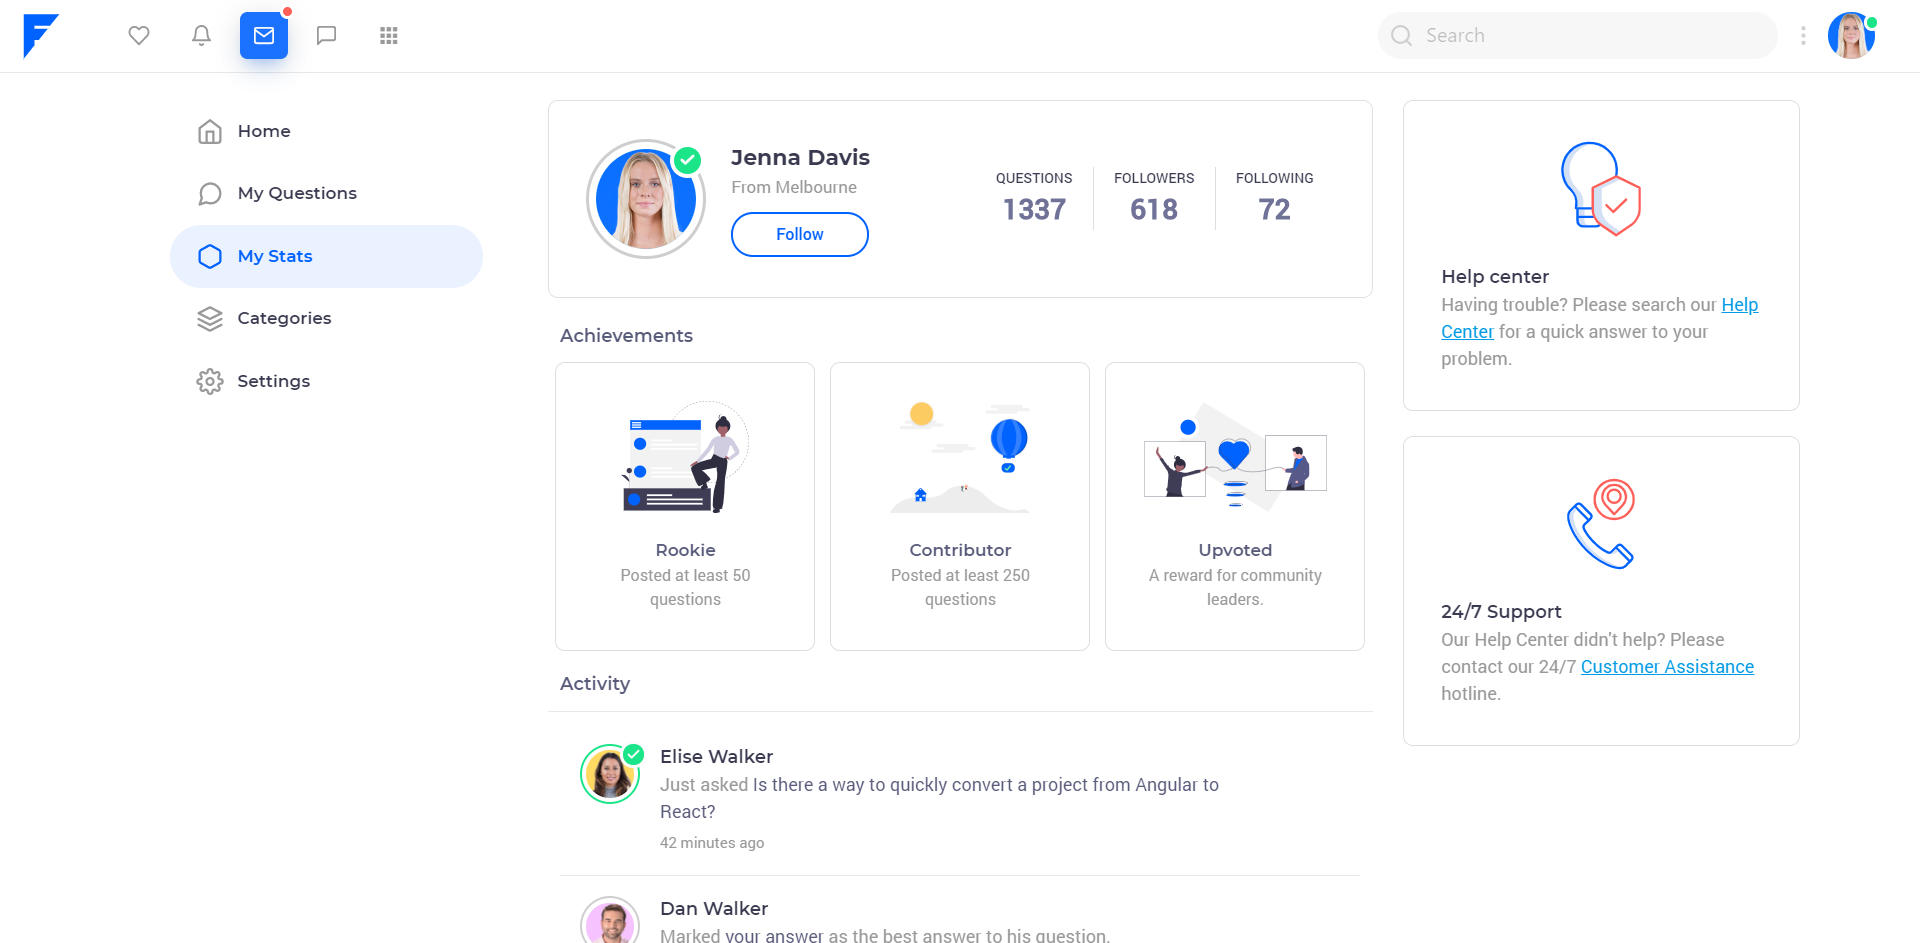 Search
Home
My Questions
My Stats
Categories
Settings
Jenna Davis
From Melbourne
Follow
QUESTIONS
1337
FOLLOWERS
618
FOLLOWING
72
Achievements
Rookie
Posted at least 50
questions
Contributor
Posted at least 250
questions
Upvoted
A reward for community
leaders.
Activity
Elise Walker
Just asked Is there a way to quickly convert a project from Angular to
React?
42 minutes ago
Dan Walker
Marked your answer as the best answer to his question.
Help center
Having trouble? Please search our Help
Center for a quick answer to your
problem.
24/7 Support
Our Help Center didn't help? Please
contact our 24/7 Customer Assistance
hotline.